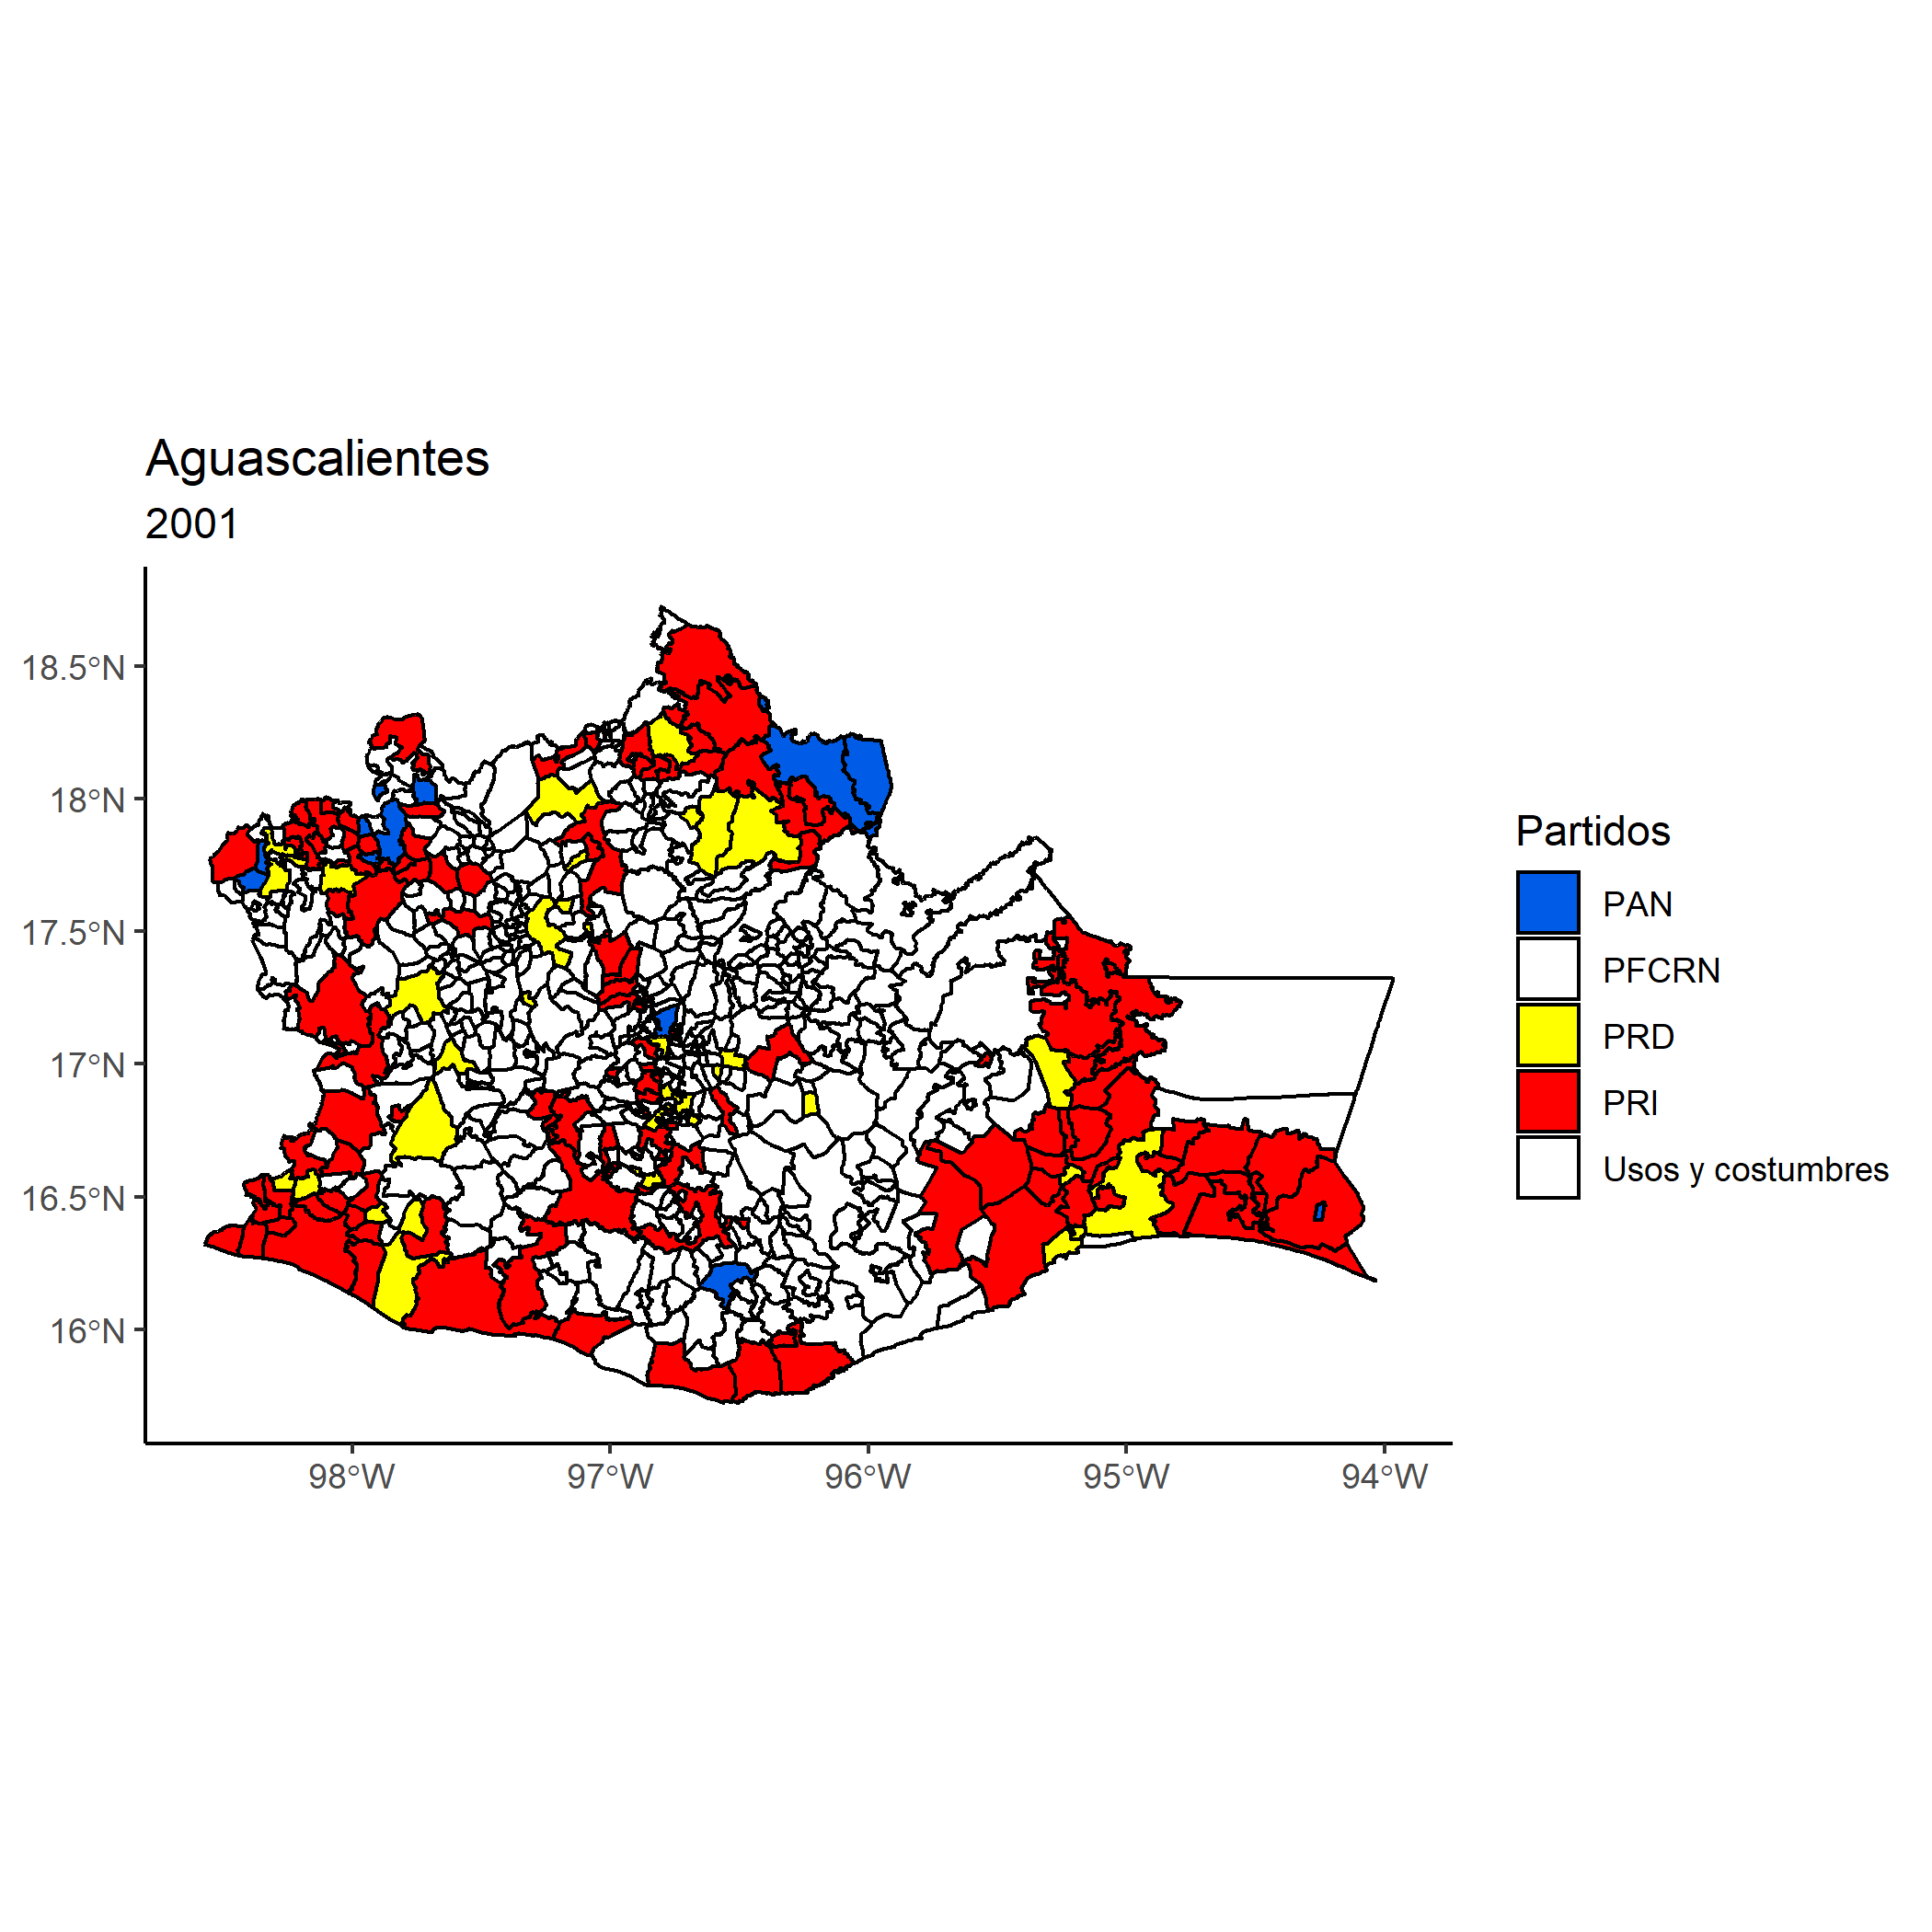 Aguascalientes
2001
18.5°N
18°N
17.5°N
17°N
16.5°N
16°N
98°W
97°W
96°W
95°W
94°W
Partidos
PAN
PFCRN
PRD
PRI
Usos y costumbres